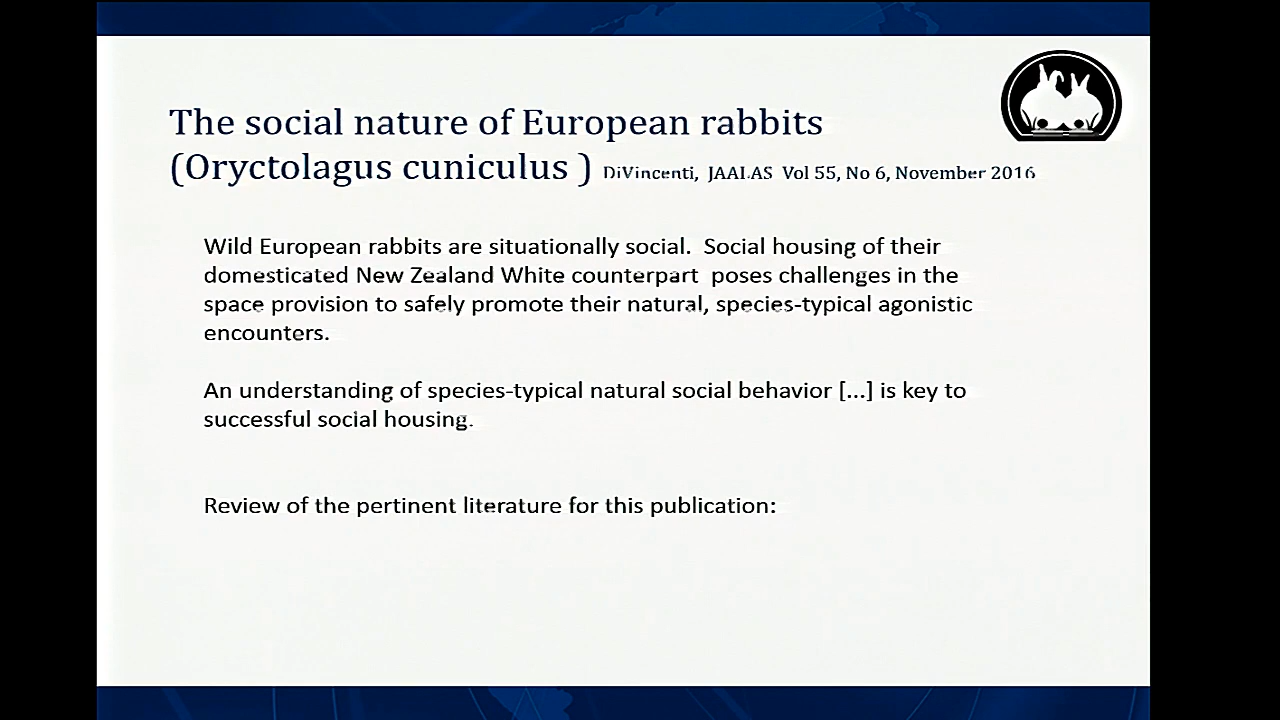 The social nature of European rabbits
(Oryctolagus cuniculus ) DiVincenti, JAALAS Vol 55, No 6, November 2016
Wild European rabbits are situationally social. Social housing of their
domesticated New Zealand White counterpart poses challenges in the
space provision to safely promote their natural, species-typical agonistic
encounters.
An understanding of species-typical natural social behavior [...] is key to
successful social housing.
Review of the pertinent literature for this publication: